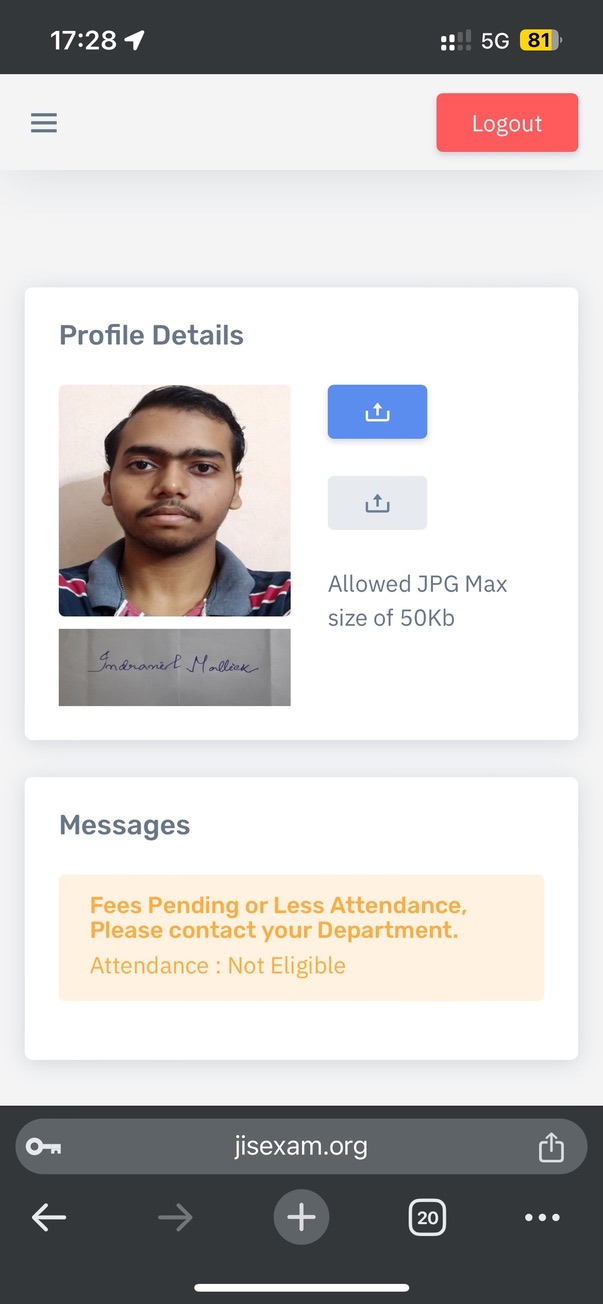 17:28
5G 81
Logout
Profile Details
Allowed JPG Max
size of 50Kb
Indraneel Mallick
Messages
Fees Pending or Less Attendance,
Please contact your Department.
Attendance : Not Eligible
jisexam.org
20